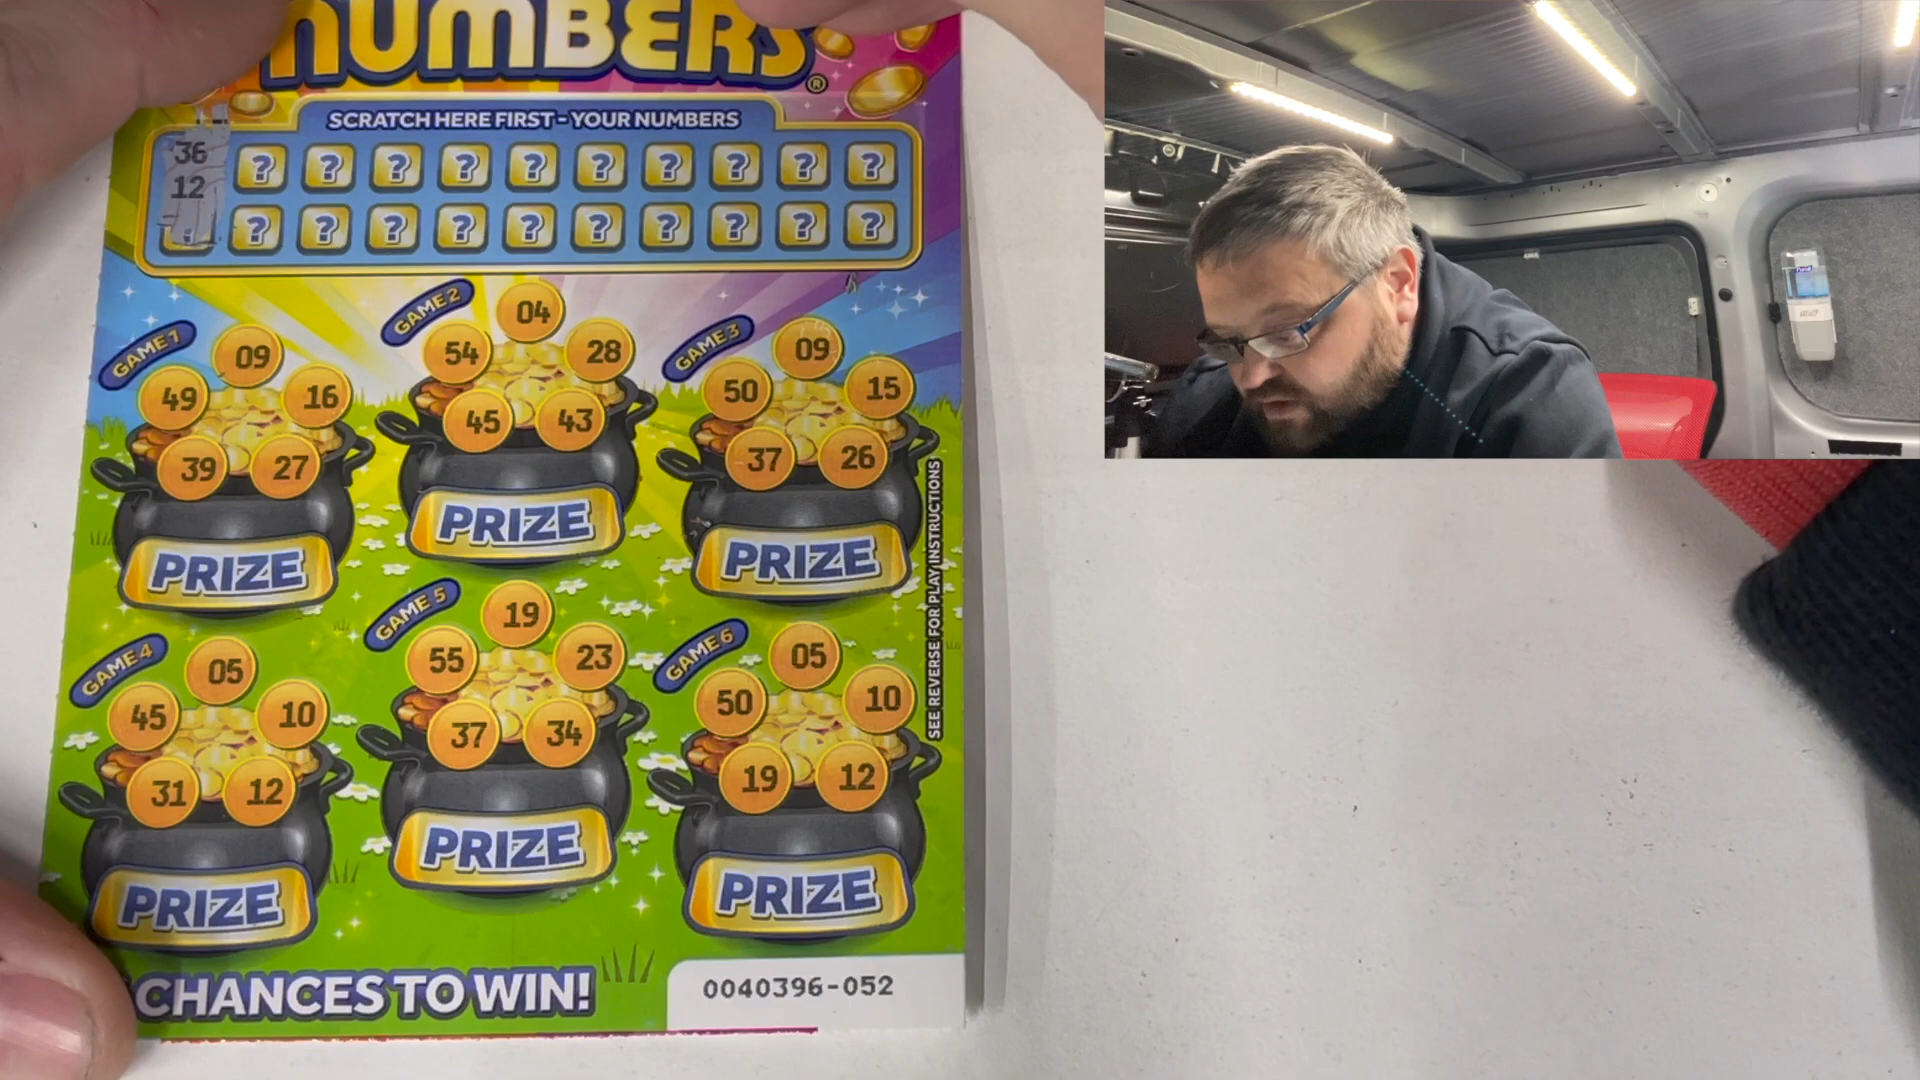 NUMBERS®
SCRATCH HERE FIRST - YOUR NUMBERS
36 ? ? ? ? ? ? ? ? ? ?
12 ? ? ? ? ? ? ? ? ? ?
GAME 1
09
49 16
39 27
PRIZE
GAME 2
04
54 28
45 43
PRIZE
GAME 3
09
50 15
37 26
PRIZE
GAME 4
05
45 10
31 12
PRIZE
GAME 5
19
55 23
37 34
PRIZE
GAME 6
05
50 10
19 12
PRIZE
SEE REVERSE FOR PLAY INSTRUCTIONS
CHANCES TO WIN!
0040396-052